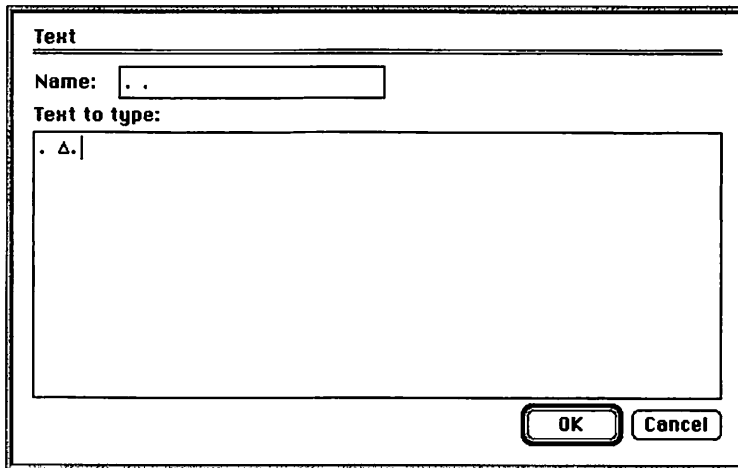 Text
Name: . .
Text to type:
. Δ.
OK Cancel